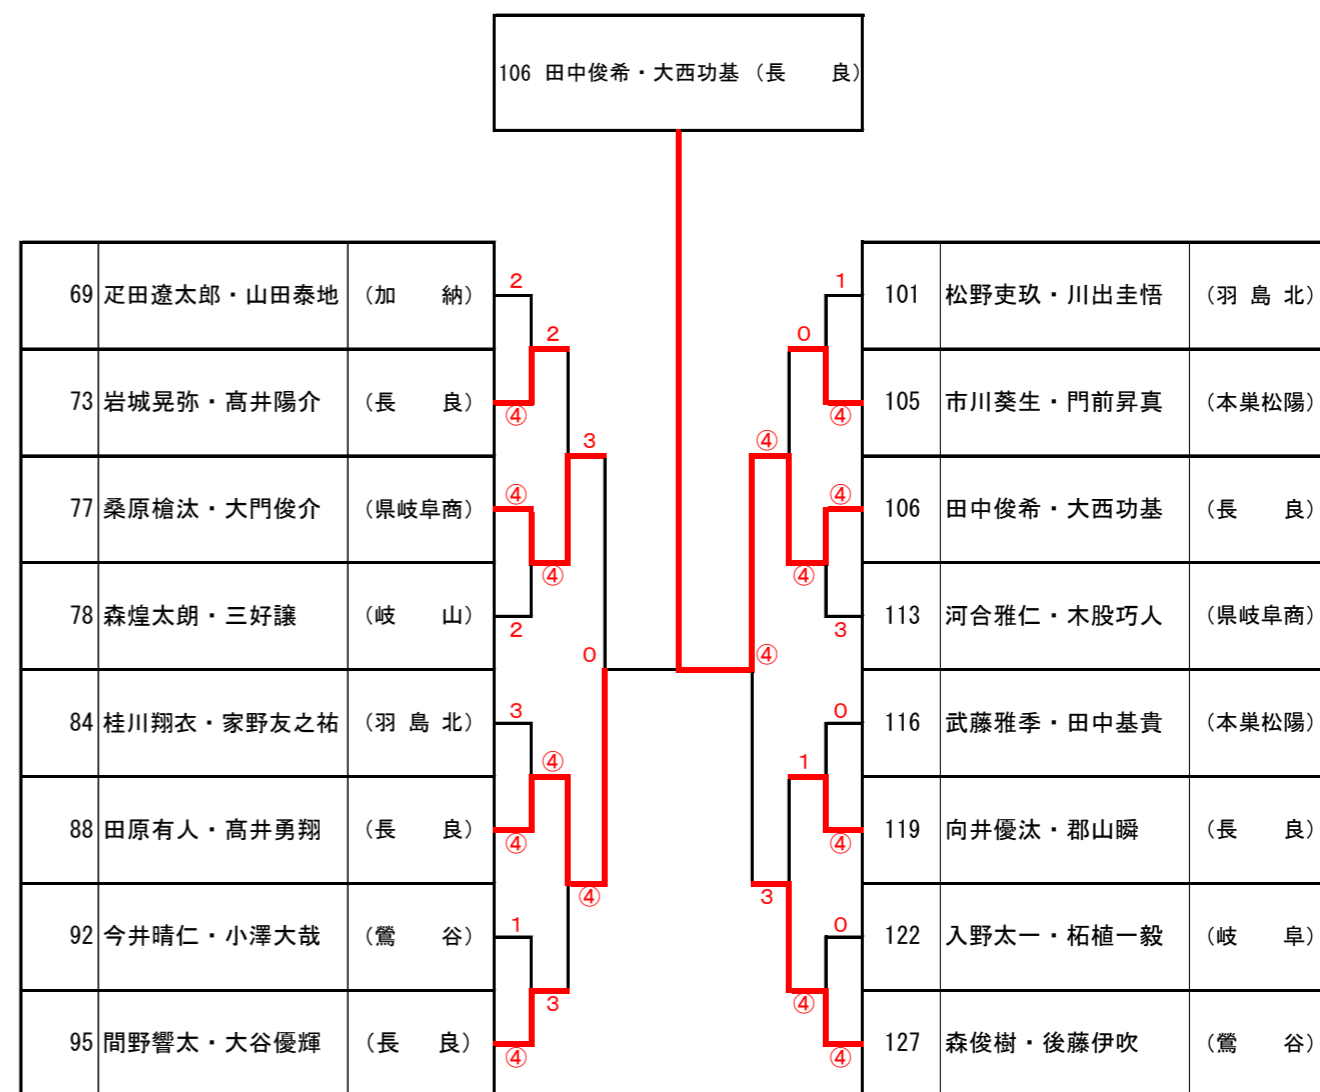 106 田中俊希・大西功基 （長　　良）
69 疋田遼太郎・山田泰地 （加　　納） 2 1 101 松野吏玖・川出圭悟 （羽 島 北）
2 0
73 岩城晃弥・髙井陽介 （長　　良） ④ ④ 105 市川葵生・門前昇真 （本巣松陽）
3 ④
77 桑原槍汰・大門俊介 （県岐阜商） ④ ④ 106 田中俊希・大西功基 （長　　良）
④ ④
78 森煌太朗・三好譲 （岐　　山） 2 3 113 河合雅仁・木股巧人 （県岐阜商）
0 ④
84 桂川翔衣・家野友之祐 （羽 島 北） 3 0 116 武藤雅季・田中基貴 （本巣松陽）
④ 1
88 田原有人・髙井勇翔 （長　　良） ④ ④ 119 向井優汰・郡山瞬 （長　　良）
④ 3
92 今井晴仁・小澤大哉 （鶯　　谷） 1 0 122 入野太一・柘植一毅 （岐　　阜）
3 ④
95 間野響太・大谷優輝 （長　　良） ④ ④ 127 森俊樹・後藤伊吹 （鶯　　谷）